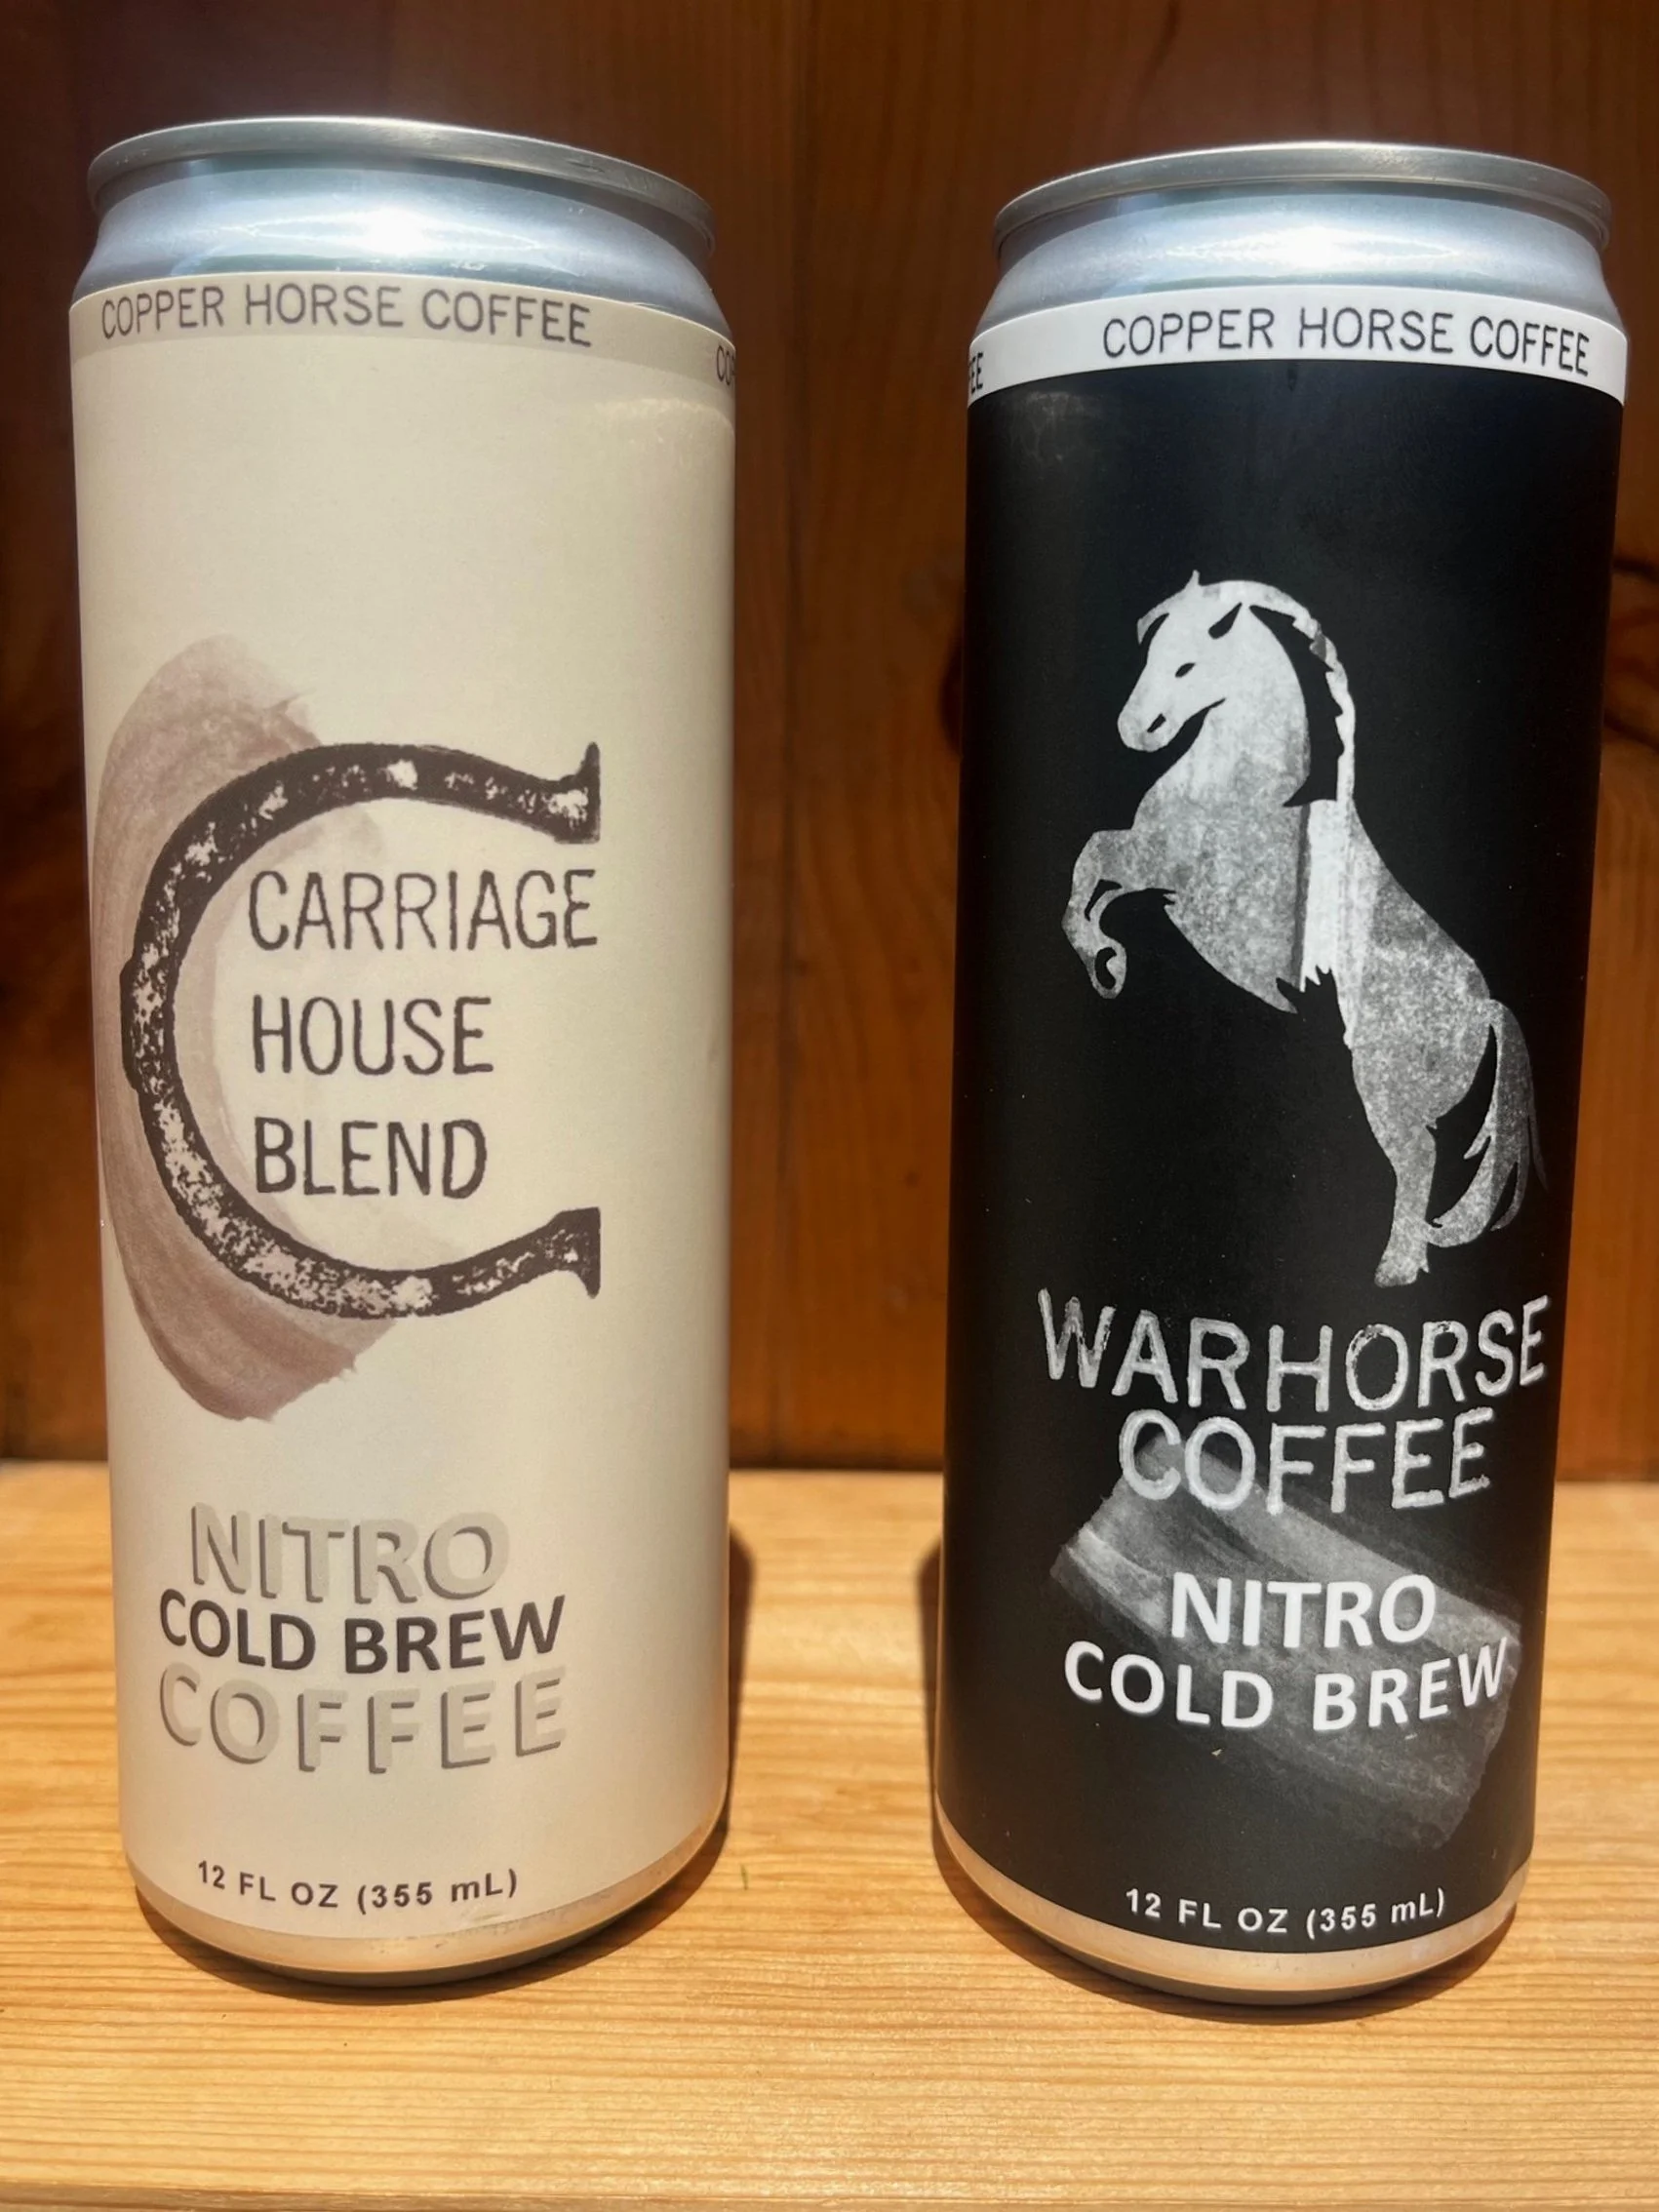 COPPER HORSE COFFEE
CARRIAGE
HOUSE
BLEND
NITRO
COLD BREW
COFFEE
12 FL OZ (355 mL)
COPPER HORSE COFFEE
WARHORSE
COFFEE
NITRO
COLD BREW
12 FL OZ (355 mL)